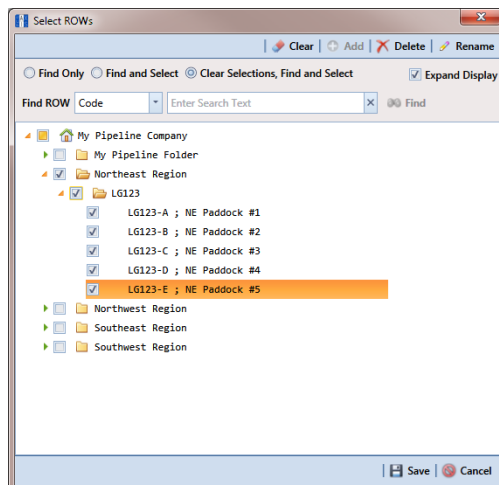 Select ROWs
Clear Add Delete Rename
Find Only Find and Select Clear Selections, Find and Select Expand Display
Find ROW Code Enter Search Text Find
My Pipeline Company
My Pipeline Folder
Northeast Region
LG123
LG123-A ; NE Paddock #1
LG123-B ; NE Paddock #2
LG123-C ; NE Paddock #3
LG123-D ; NE Paddock #4
LG123-E ; NE Paddock #5
Northwest Region
Southeast Region
Southwest Region
Save Cancel